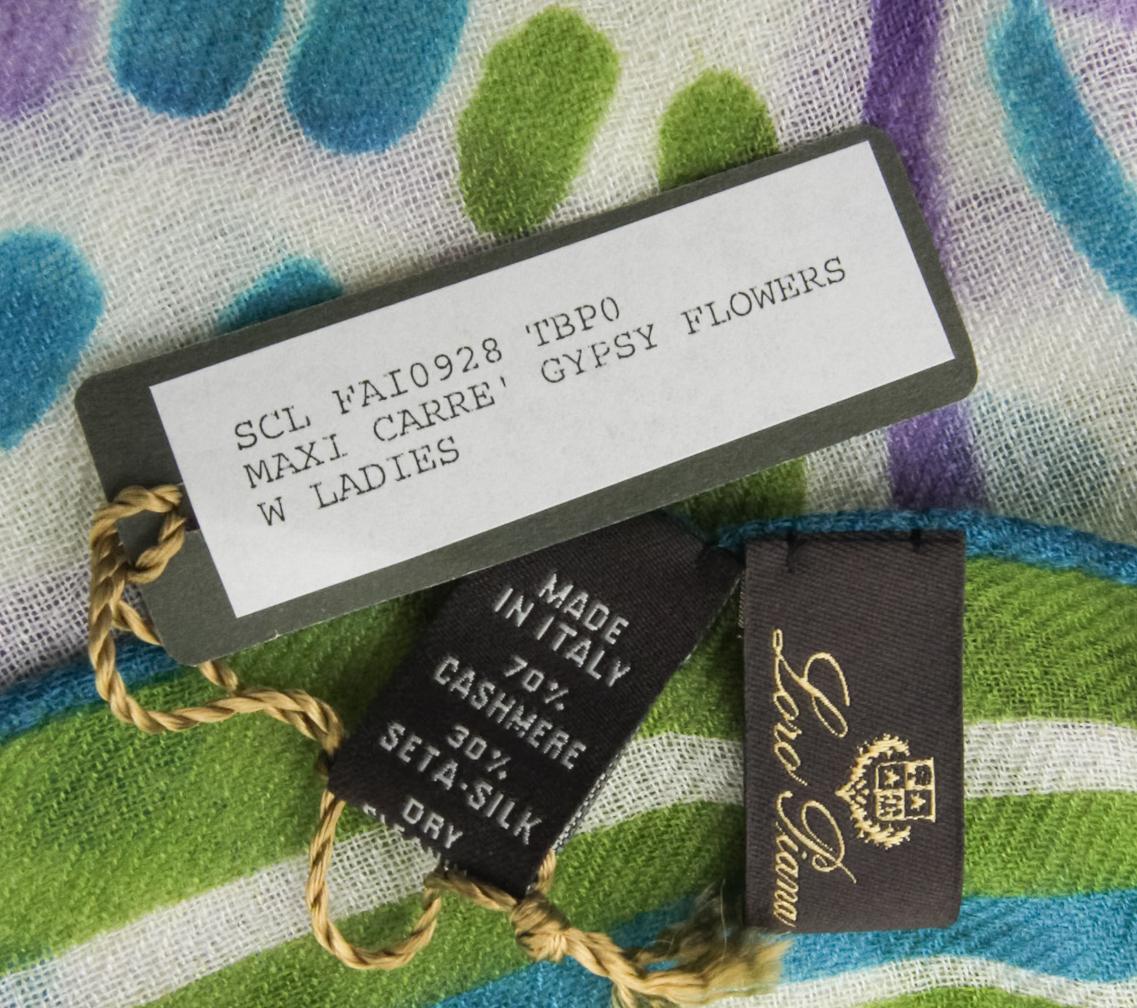 SCL FAI0928 TBP0
MAXI CARRE' GYPSY FLOWERS
W LADIES
MADE
IN ITALY
70%
CASHMERE
30%
SETA-SILK
DRY
Loro Piana